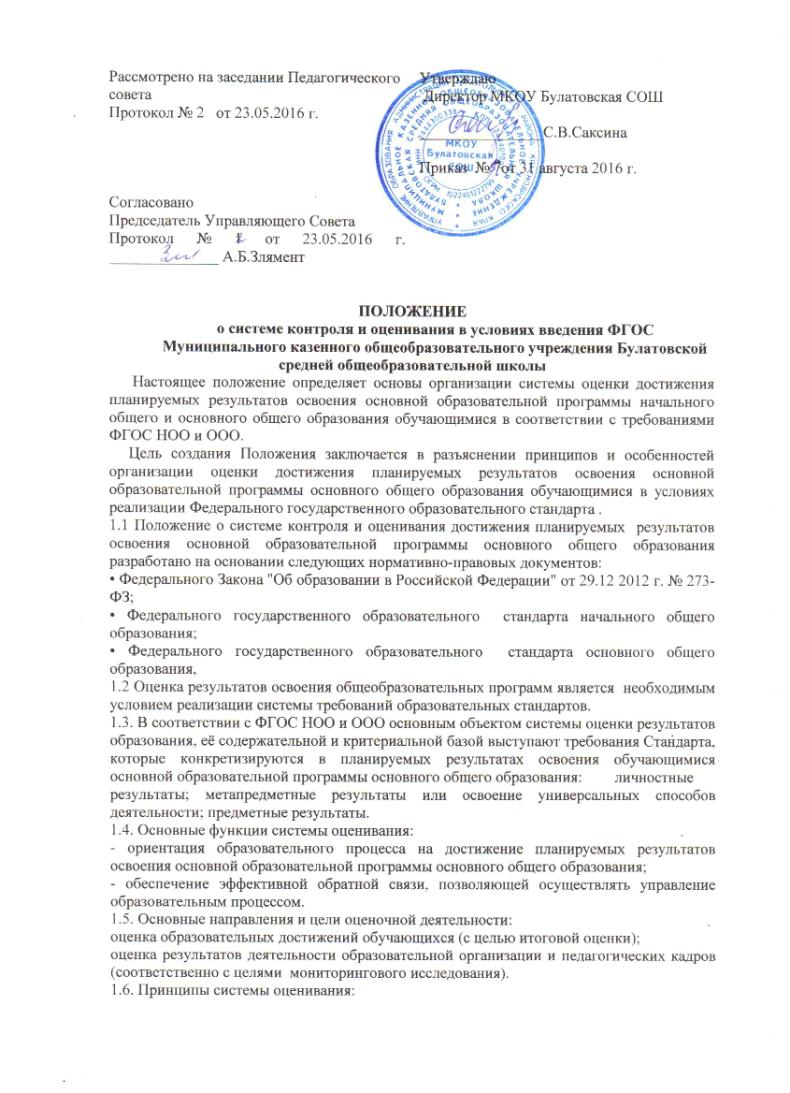 Рассмотрено на заседании Педагогического
совета
Протокол № 2 от 23.05.2016 г.
Утверждаю
Директор МКОУ Булатовская СОШ
С.В.Саксина
Приказ № от 31 августа 2016 г.
МКОУ
Булатовская
СОШ
Согласовано
Председатель Управляющего Совета
Протокол № от 23.05.2016 г.
А.Б.Злямент
ПОЛОЖЕНИЕ
о системе контроля и оценивания в условиях введения ФГОС
Муниципального казенного общеобразовательного учреждения Булатовской
средней общеобразовательной школы
Настоящее положение определяет основы организации системы оценки достижения
планируемых результатов освоения основной образовательной программы начального
общего и основного общего образования обучающимися в соответствии с требованиями
ФГОС НОО и ООО.
Цель создания Положения заключается в разъяснении принципов и особенностей
организации оценки достижения планируемых результатов освоения основной
образовательной программы основного общего образования обучающимися в условиях
реализации Федерального государственного образовательного стандарта .
1.1 Положение о системе контроля и оценивания достижения планируемых результатов
освоения основной образовательной программы основного общего образования
разработано на основании следующих нормативно-правовых документов:
• Федерального Закона "Об образовании в Российской Федерации" от 29.12 2012 г. № 273-
ФЗ;
• Федерального государственного образовательного стандарта начального общего
образования;
• Федерального государственного образовательного стандарта основного общего
образования,
1.2 Оценка результатов освоения общеобразовательных программ является необходимым
условием реализации системы требований образовательных стандартов.
1.3. В соответствии с ФГОС НОО и ООО основным объектом системы оценки результатов
образования, её содержательной и критериальной базой выступают требования Стандарта,
которые конкретизируются в планируемых результатах освоения обучающимися
основной образовательной программы основного общего образования: личностные
результаты; метапредметные результаты или освоение универсальных способов
деятельности; предметные результаты.
1.4. Основные функции системы оценивания:
- ориентация образовательного процесса на достижение планируемых результатов
освоения основной образовательной программы основного общего образования;
- обеспечение эффективной обратной связи, позволяющей осуществлять управление
образовательным процессом.
1.5. Основные направления и цели оценочной деятельности:
оценка образовательных достижений обучающихся (с целью итоговой оценки);
оценка результатов деятельности образовательной организации и педагогических кадров
(соответственно с целями мониторингового исследования).
1.6. Принципы системы оценивания: